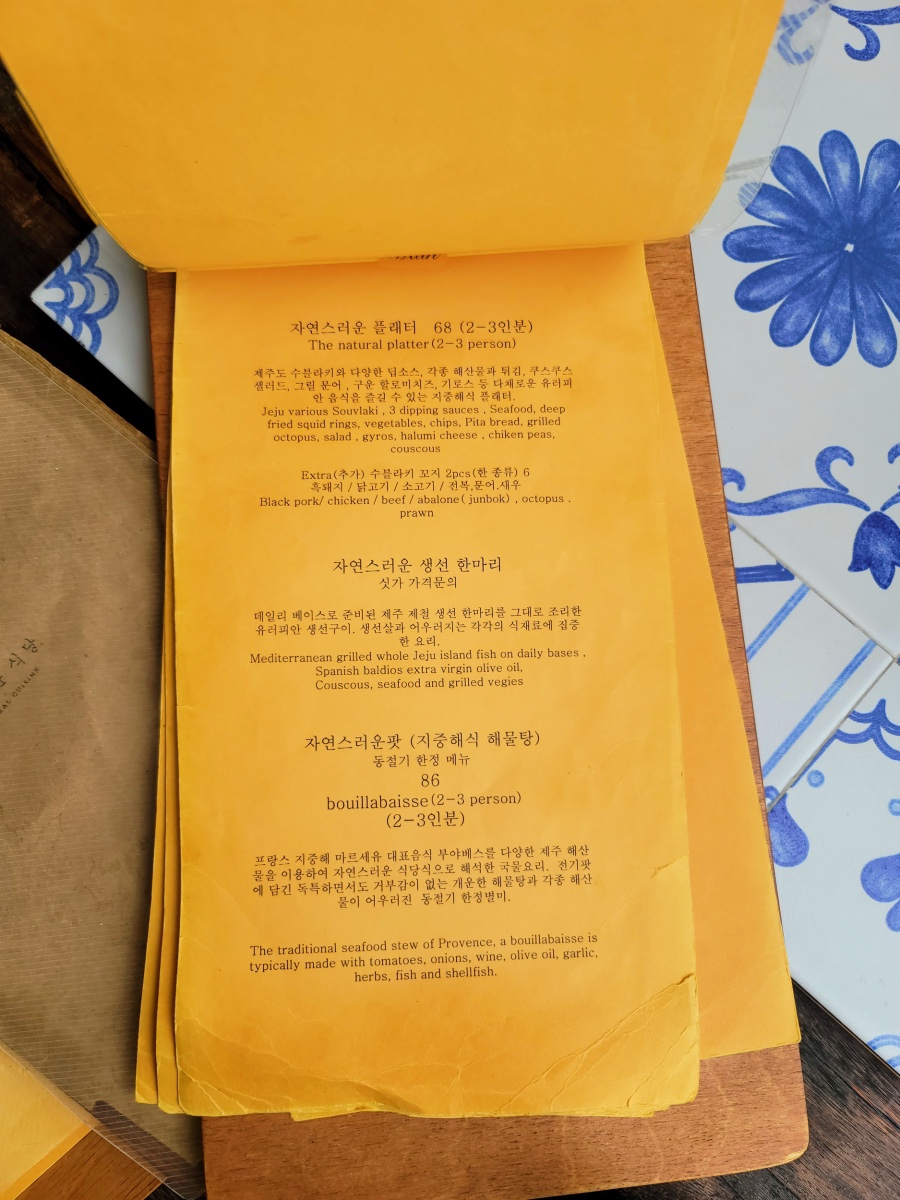 자연스러운 플래터 68 (2-3인분)
The natural platter(2-3 person)
제주도 수블라키와 다양한 딥소스, 각종 해산물과 튀김, 쿠스쿠스
샐러드, 그릴 문어 , 구운 할로미치즈, 기로스 등 다채로운 유러피
안 음식을 즐길 수 있는 지중해식 플래터.
Jeju various Souvlaki , 3 dipping sauces , Seafood, deep
fried squid rings, vegetables, chips, Pita bread, grilled
octopus, salad , gyros, halumi cheese , chiken peas,
couscous
Extra(추가) 수블라키 꼬지 2pcs(한 종류) 6
흑돼지 / 닭고기 / 소고기 / 전복,문어.새우
Black pork/ chicken / beef / abalone( junbok) , octopus .
prawn
자연스러운 생선 한마리
싯가 가격문의
데일리 베이스로 준비된 제주 제철 생선 한마리를 그대로 조리한
유러피안 생선구이. 생선살과 어우러지는 각각의 식재료에 집중
한 요리.
Mediterranean grilled whole Jeju island fish on daily bases ,
Spanish baldios extra virgin olive oil,
Couscous, seafood and grilled vegies
자연스러운팟 (지중해식 해물탕)
동절기 한정 메뉴
86
bouillabaisse(2-3 person)
(2-3인분)
프랑스 지중해 마르세유 대표음식 부야베스를 다양한 제주 해산
물을 이용하여 자연스러운 식당식으로 해석한 국물요리. 전기팟
에 담긴 독특하면서도 거부감이 없는 개운한 해물탕과 각종 해산
물이 어우러진 동절기 한정별미.
The traditional seafood stew of Provence, a bouillabaisse is
typically made with tomatoes, onions, wine, olive oil, garlic,
herbs, fish and shellfish.
식당
CUISINE